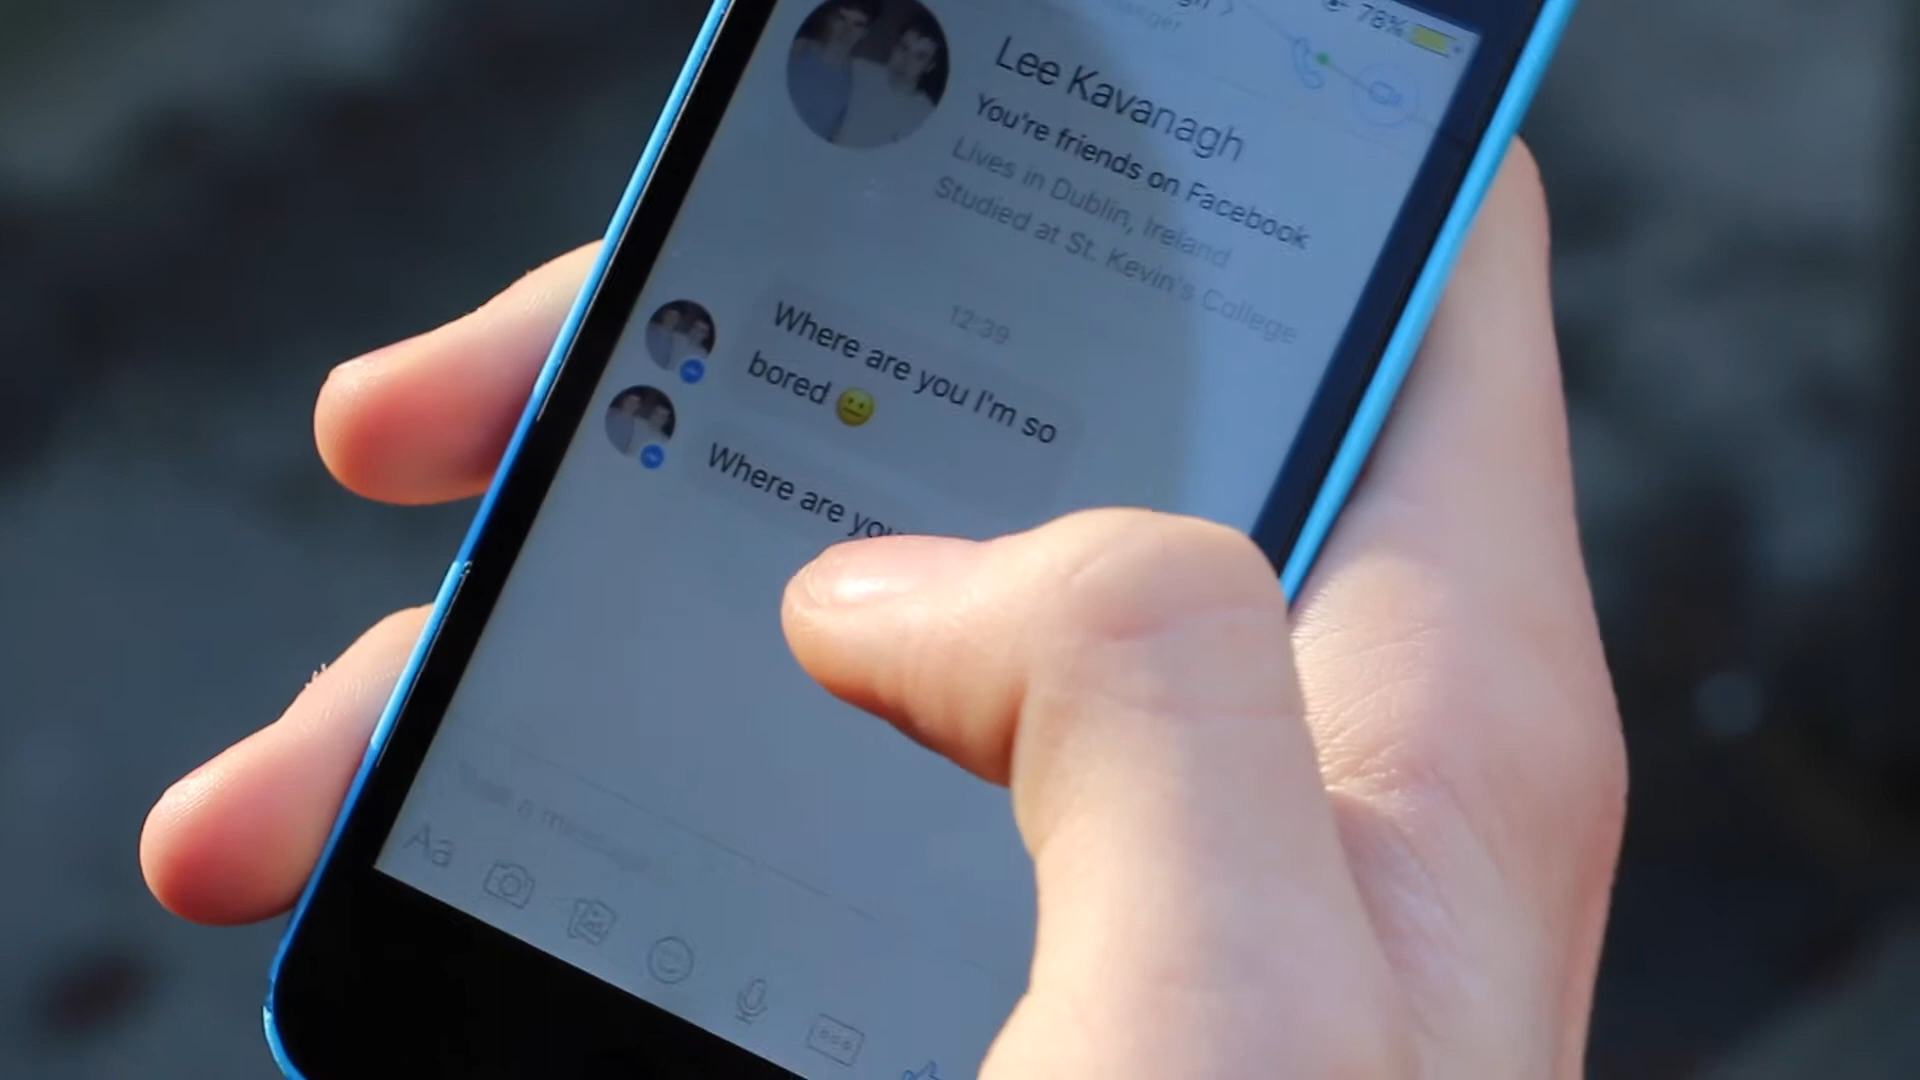 78%
Lee Kavanagh
You're friends on Facebook
Lives in Dublin, Ireland
Studied at St. Kevin's College
12:39
Where are you I'm so
bored 😐
Where are you
Aa